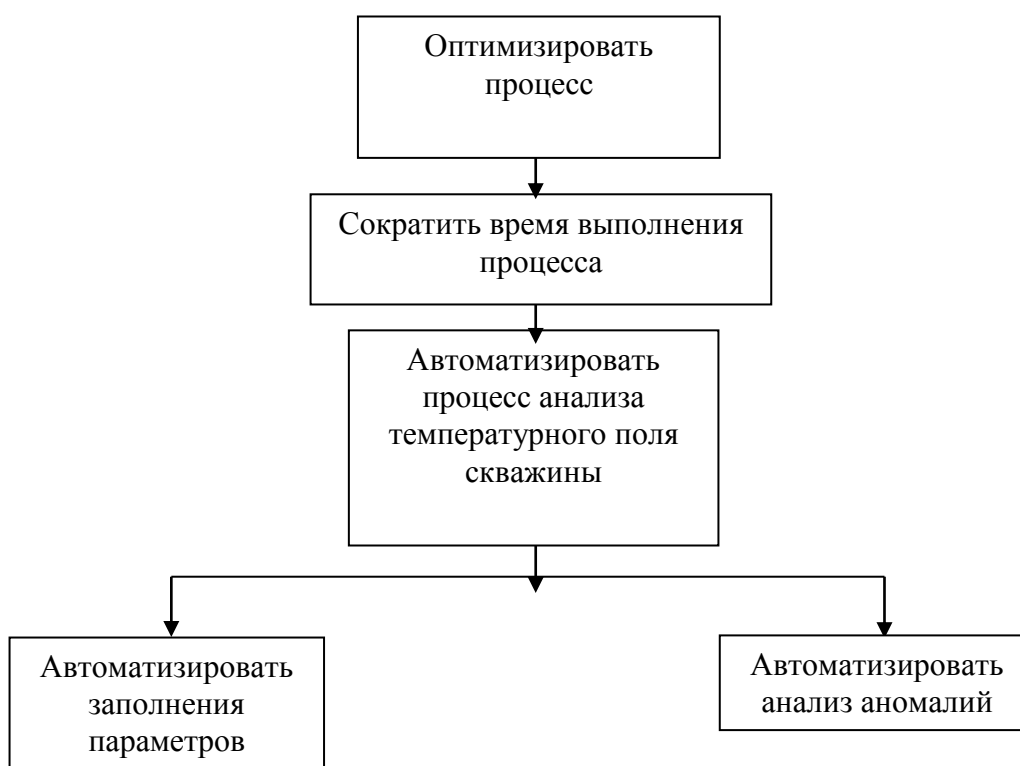 Оптимизировать
процесс
Сократить время выполнения
процесса
Автоматизировать
процесс анализа
температурного поля
скважины
Автоматизировать
заполнения
параметров
Автоматизировать
анализ аномалий